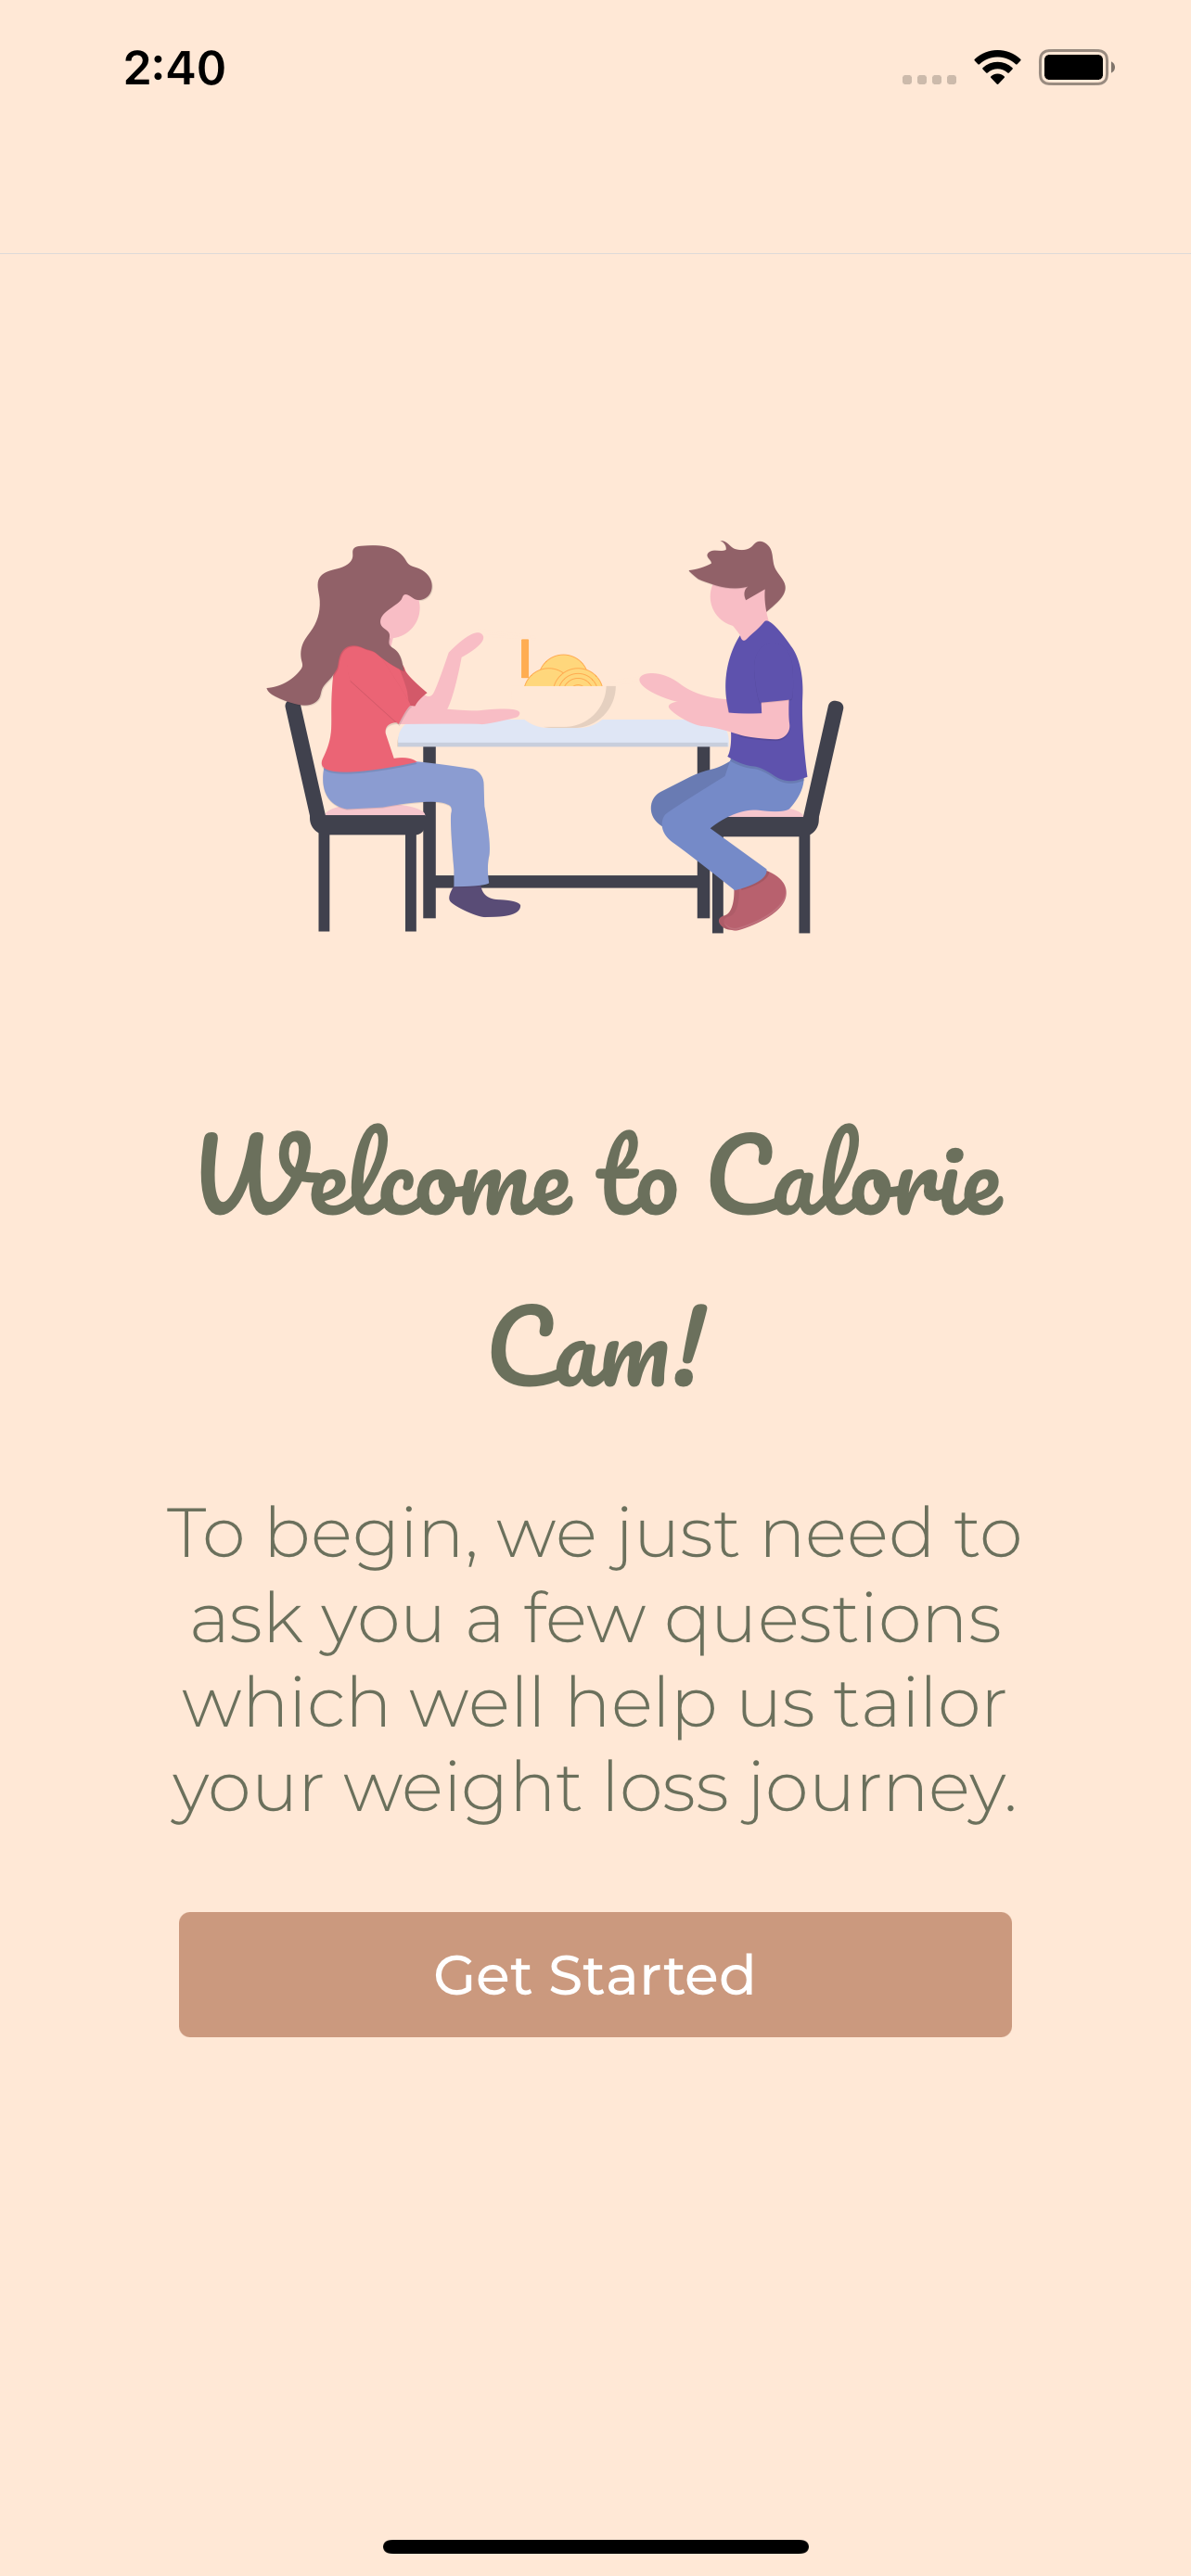 2:40
Welcome to Calorie
Cam!
To begin, we just need to
ask you a few questions
which well help us tailor
your weight loss journey.
Get Started